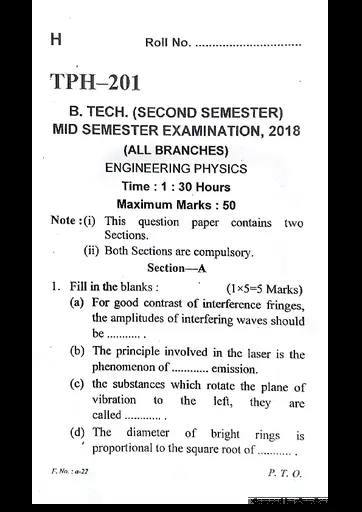 H Roll No. ................................
TPH–201
B. TECH. (SECOND SEMESTER)
MID SEMESTER EXAMINATION, 2018
(ALL BRANCHES)
ENGINEERING PHYSICS
Time : 1 : 30 Hours
Maximum Marks : 50
Note :(i) This question paper contains two
Sections.
(ii) Both Sections are compulsory.
Section—A
1. Fill in the blanks : (1×5=5 Marks)
(a) For good contrast of interference fringes,
the amplitudes of interfering waves should
be ........... .
(b) The principle involved in the laser is the
phenomenon of ............ emission.
(c) the substances which rotate the plane of
vibration to the left, they are
called ............ .
(d) The diameter of bright rings is
proportional to the square root of ........... .
F. No. : a-22 P. T. O.